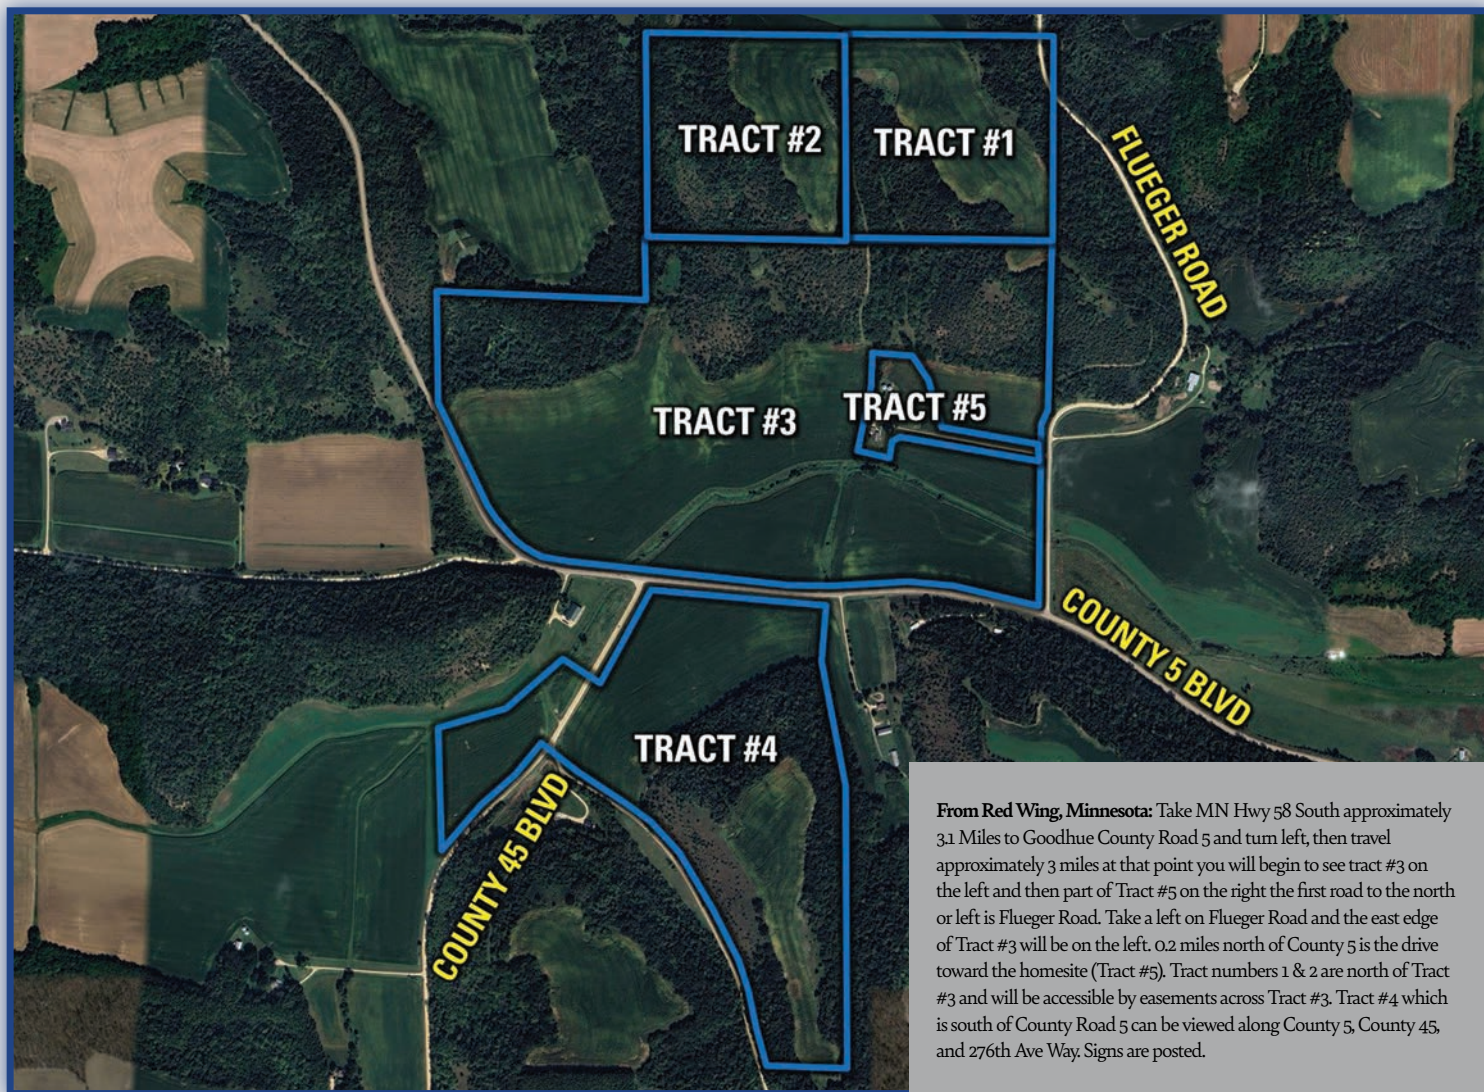 TRACT #2
TRACT #1
FLUEGER ROAD
TRACT #3
TRACT #5
COUNTY 5 BLVD
TRACT #4
COUNTY 45 BLVD
From Red Wing, Minnesota: Take MN Hwy 58 South approximately
3.1 Miles to Goodhue County Road 5 and turn left, then travel
approximately 3 miles at that point you will begin to see tract #3 on
the left and then part of Tract #5 on the right the first road to the north
or left is Flueger Road. Take a left on Flueger Road and the east edge
of Tract #3 will be on the left. 0.2 miles north of County 5 is the drive
toward the homesite (Tract #5). Tract numbers 1 & 2 are north of Tract
#3 and will be accessible by easements across Tract #3. Tract #4 which
is south of County Road 5 can be viewed along County 5, County 45,
and 276th Ave Way. Signs are posted.